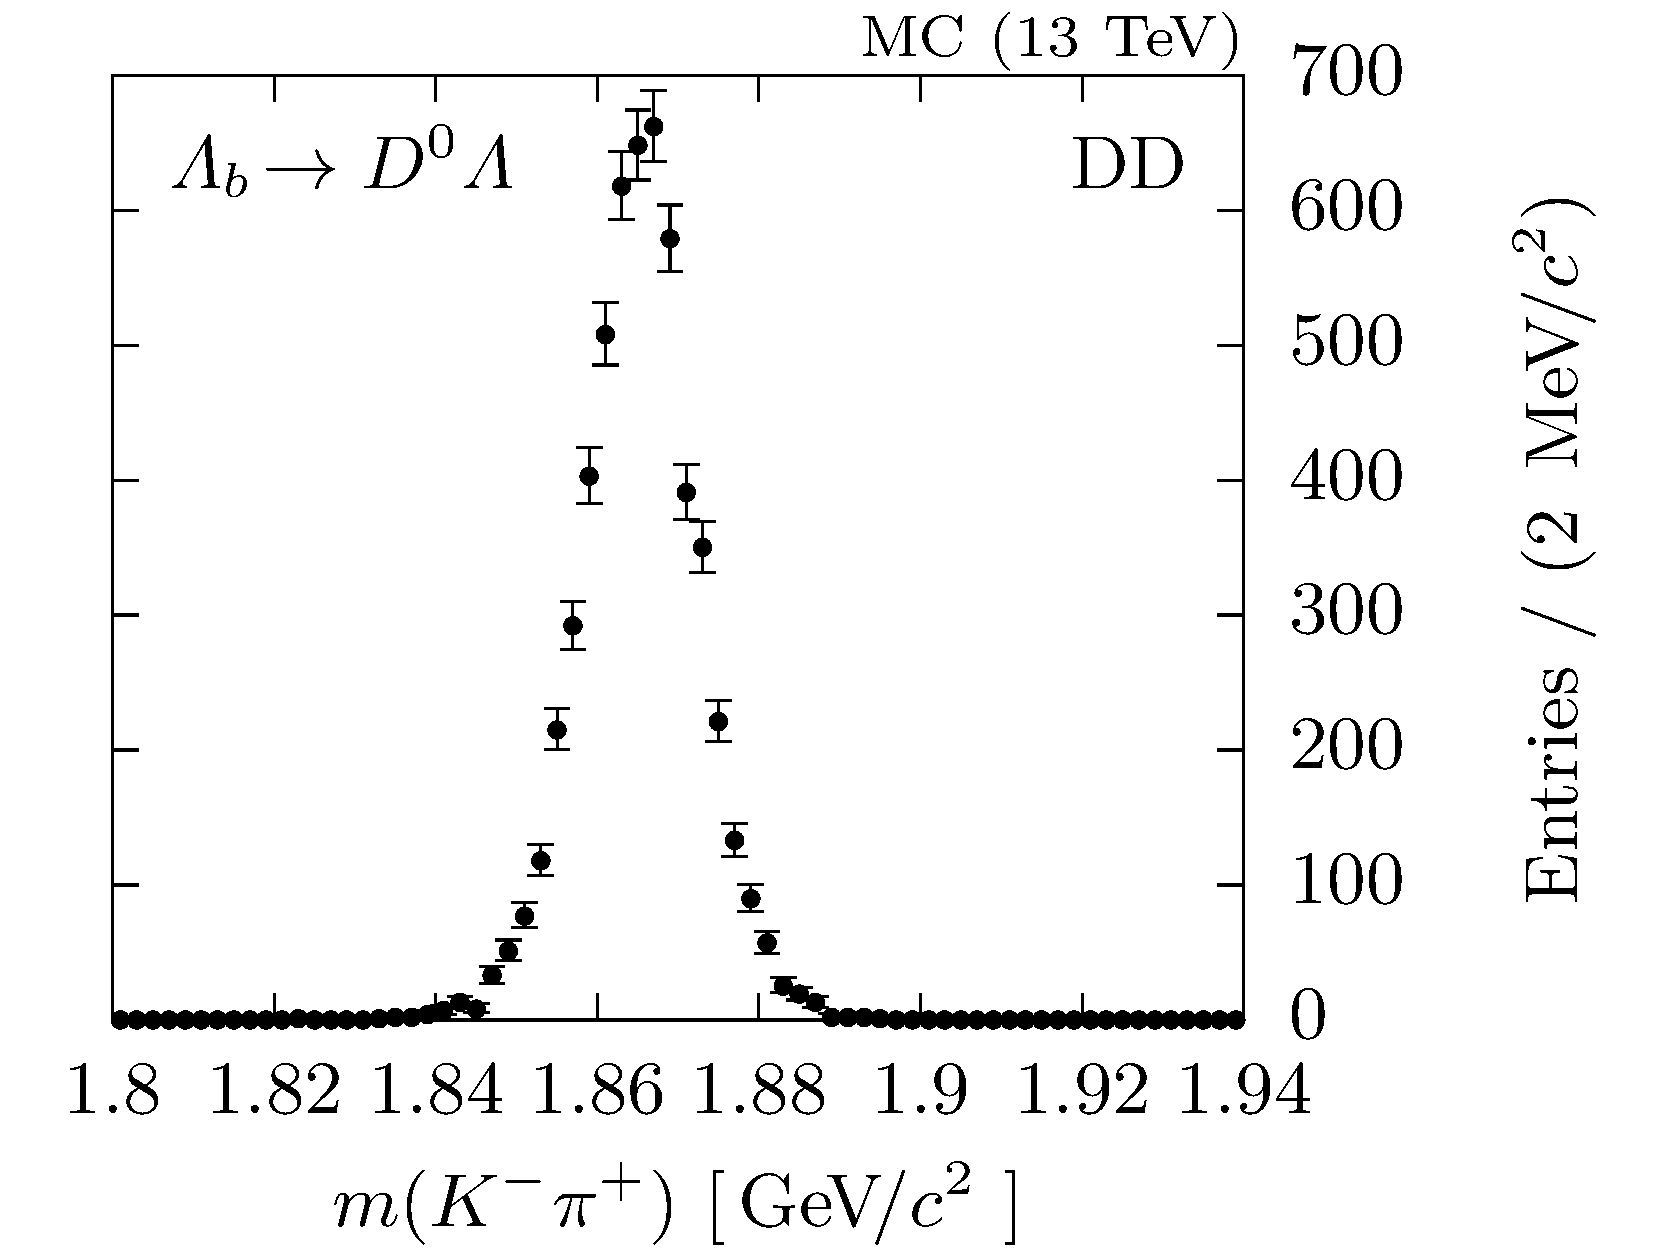 MC (13 TeV)
Λb → D⁰Λ
DD
700
600
500
400
300
200
100
0
Entries / (2 MeV/c²)
1.8 1.82 1.84 1.86 1.88 1.9 1.92 1.94
m(K⁻π⁺) [GeV/c² ]